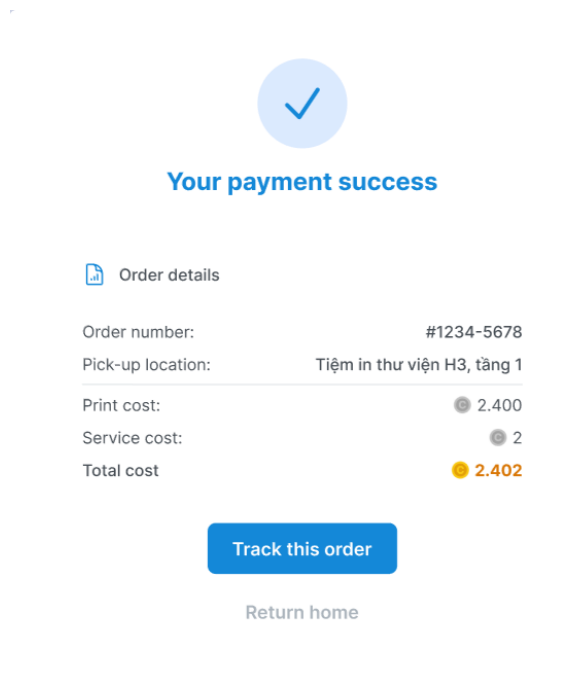 Your payment success
Order details
Order number: #1234-5678
Pick-up location: Tiệm in thư viện H3, tầng 1
Print cost: C 2.400
Service cost: C 2
Total cost C 2.402
Track this order
Return home